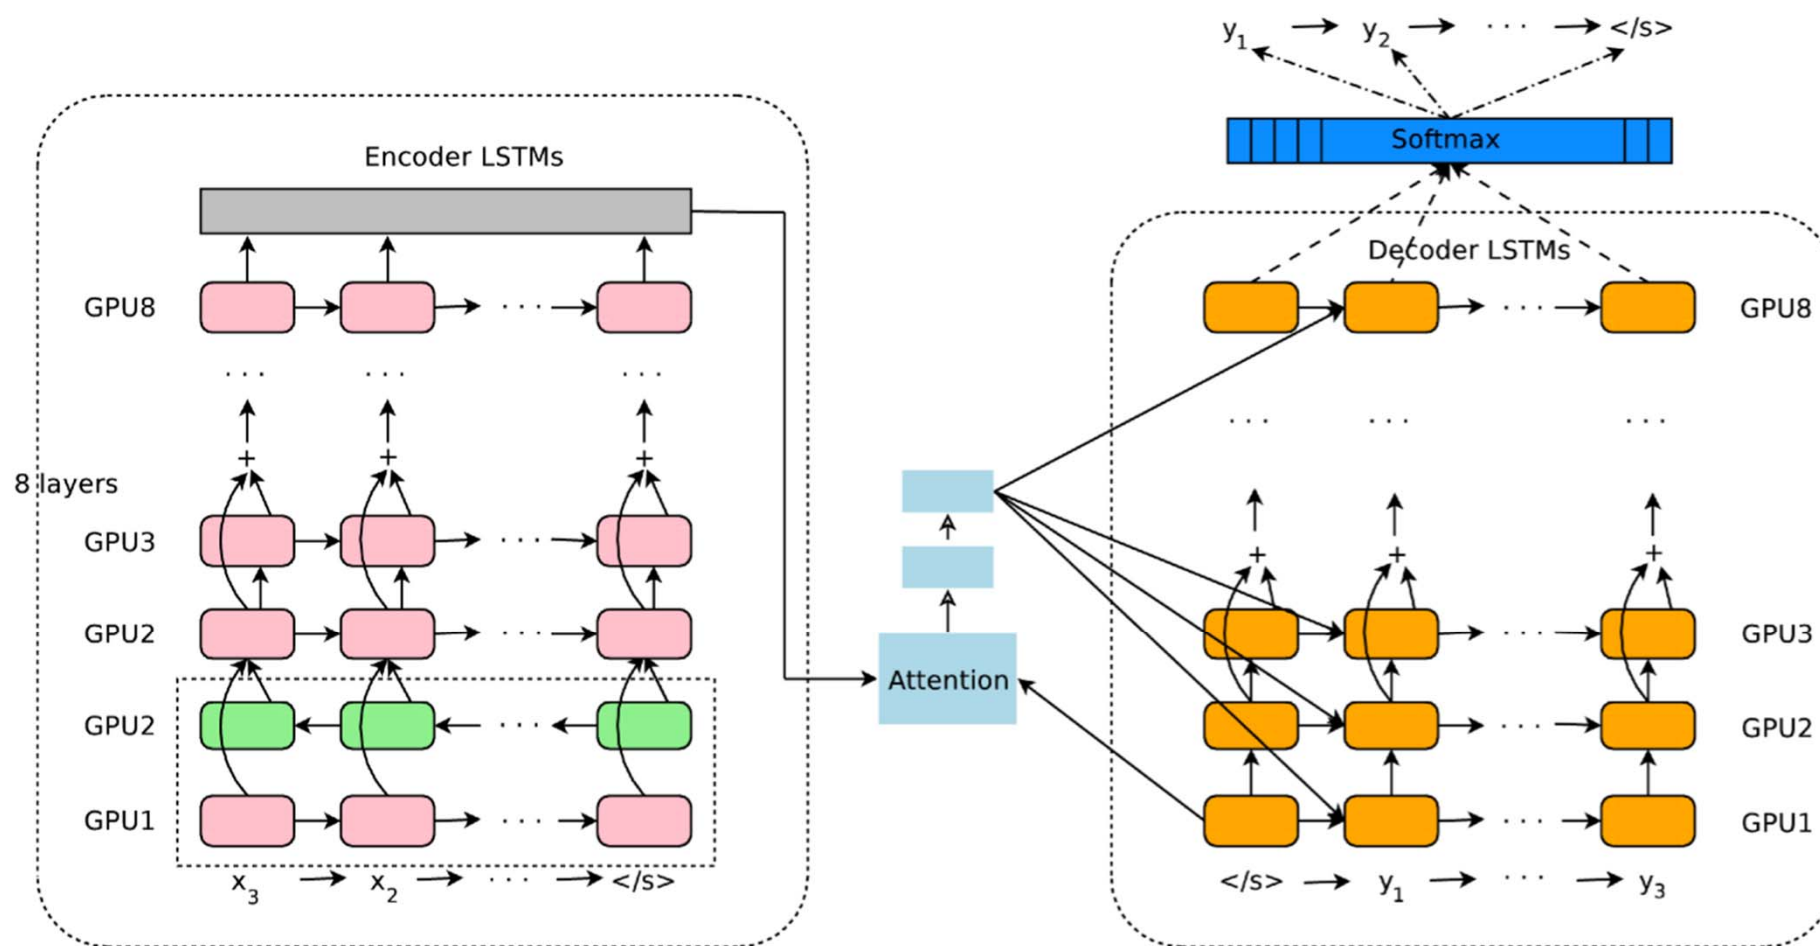 y1 → y2 → ··· → </s>
Softmax
Encoder LSTMs
Decoder LSTMs
GPU8 ···
··· GPU8
··· ··· ···
··· ··· ···
+ + +
8 layers
+ + +
GPU3 ···
GPU2 ···
··· GPU3
Attention
GPU2 ···
··· GPU2
GPU1 ···
··· GPU1
x3 → x2 → ··· → </s>
</s> → y1 → ··· → y3